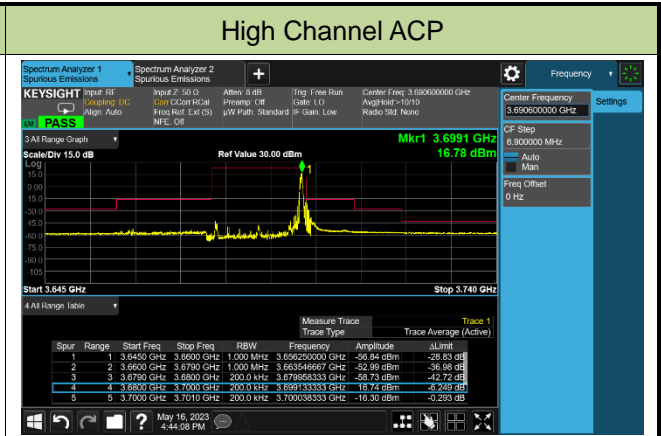 High Channel ACP
Spectrum Analyzer 1
Spurious Emissions
Spectrum Analyzer 2
Spurious Emissions
+
Frequency
KEYSIGHT
PASS
Input: RF
Coupling: DC
Align: Auto
Input Z: 50 Ω
Corr CCorr RCal
Freq Ref: Ext (S)
NFE: Off
Atten: 8 dB
Preamp: Off
µW Path: Standard
Trig: Free Run
Gate: LO
IF Gain: Low
Center Freq: 3.690600000 GHz
Avg|Hold:>10/10
Radio Std: None
Center Frequency
3.690600000 GHz
Settings
CF Step
6.900000 MHz
Auto
Man
Freq Offset
0 Hz
3 All Range Graph
Mkr1 3.6991 GHz
Scale/Div 15.0 dB
Ref Value 30.00 dBm
16.78 dBm
Log
15.0
0.00
-15.0
-30.0
-45.0
-60.0
-75.0
-90.0
-105
1
Start 3.645 GHz
Stop 3.740 GHz
4 All Range Table
Measure Trace Trace 1
Trace Type Trace Average (Active)
Spur Range Start Freq Stop Freq RBW Frequency Amplitude ΔLimit
1 1 3.6450 GHz 3.6600 GHz 1.000 MHz 3.656250000 GHz -56.84 dBm -28.83 dB
2 2 3.6600 GHz 3.6790 GHz 1.000 MHz 3.663546667 GHz -52.99 dBm -36.98 dB
3 3 3.6790 GHz 3.6800 GHz 200.0 kHz 3.679958333 GHz -58.73 dBm -42.72 dB
4 4 3.6800 GHz 3.7000 GHz 200.0 kHz 3.699133333 GHz 16.74 dBm -6.249 dB
5 5 3.7000 GHz 3.7010 GHz 200.0 kHz 3.700038333 GHz -16.30 dBm -0.293 dB
?
May 16, 2023
4:44:08 PM